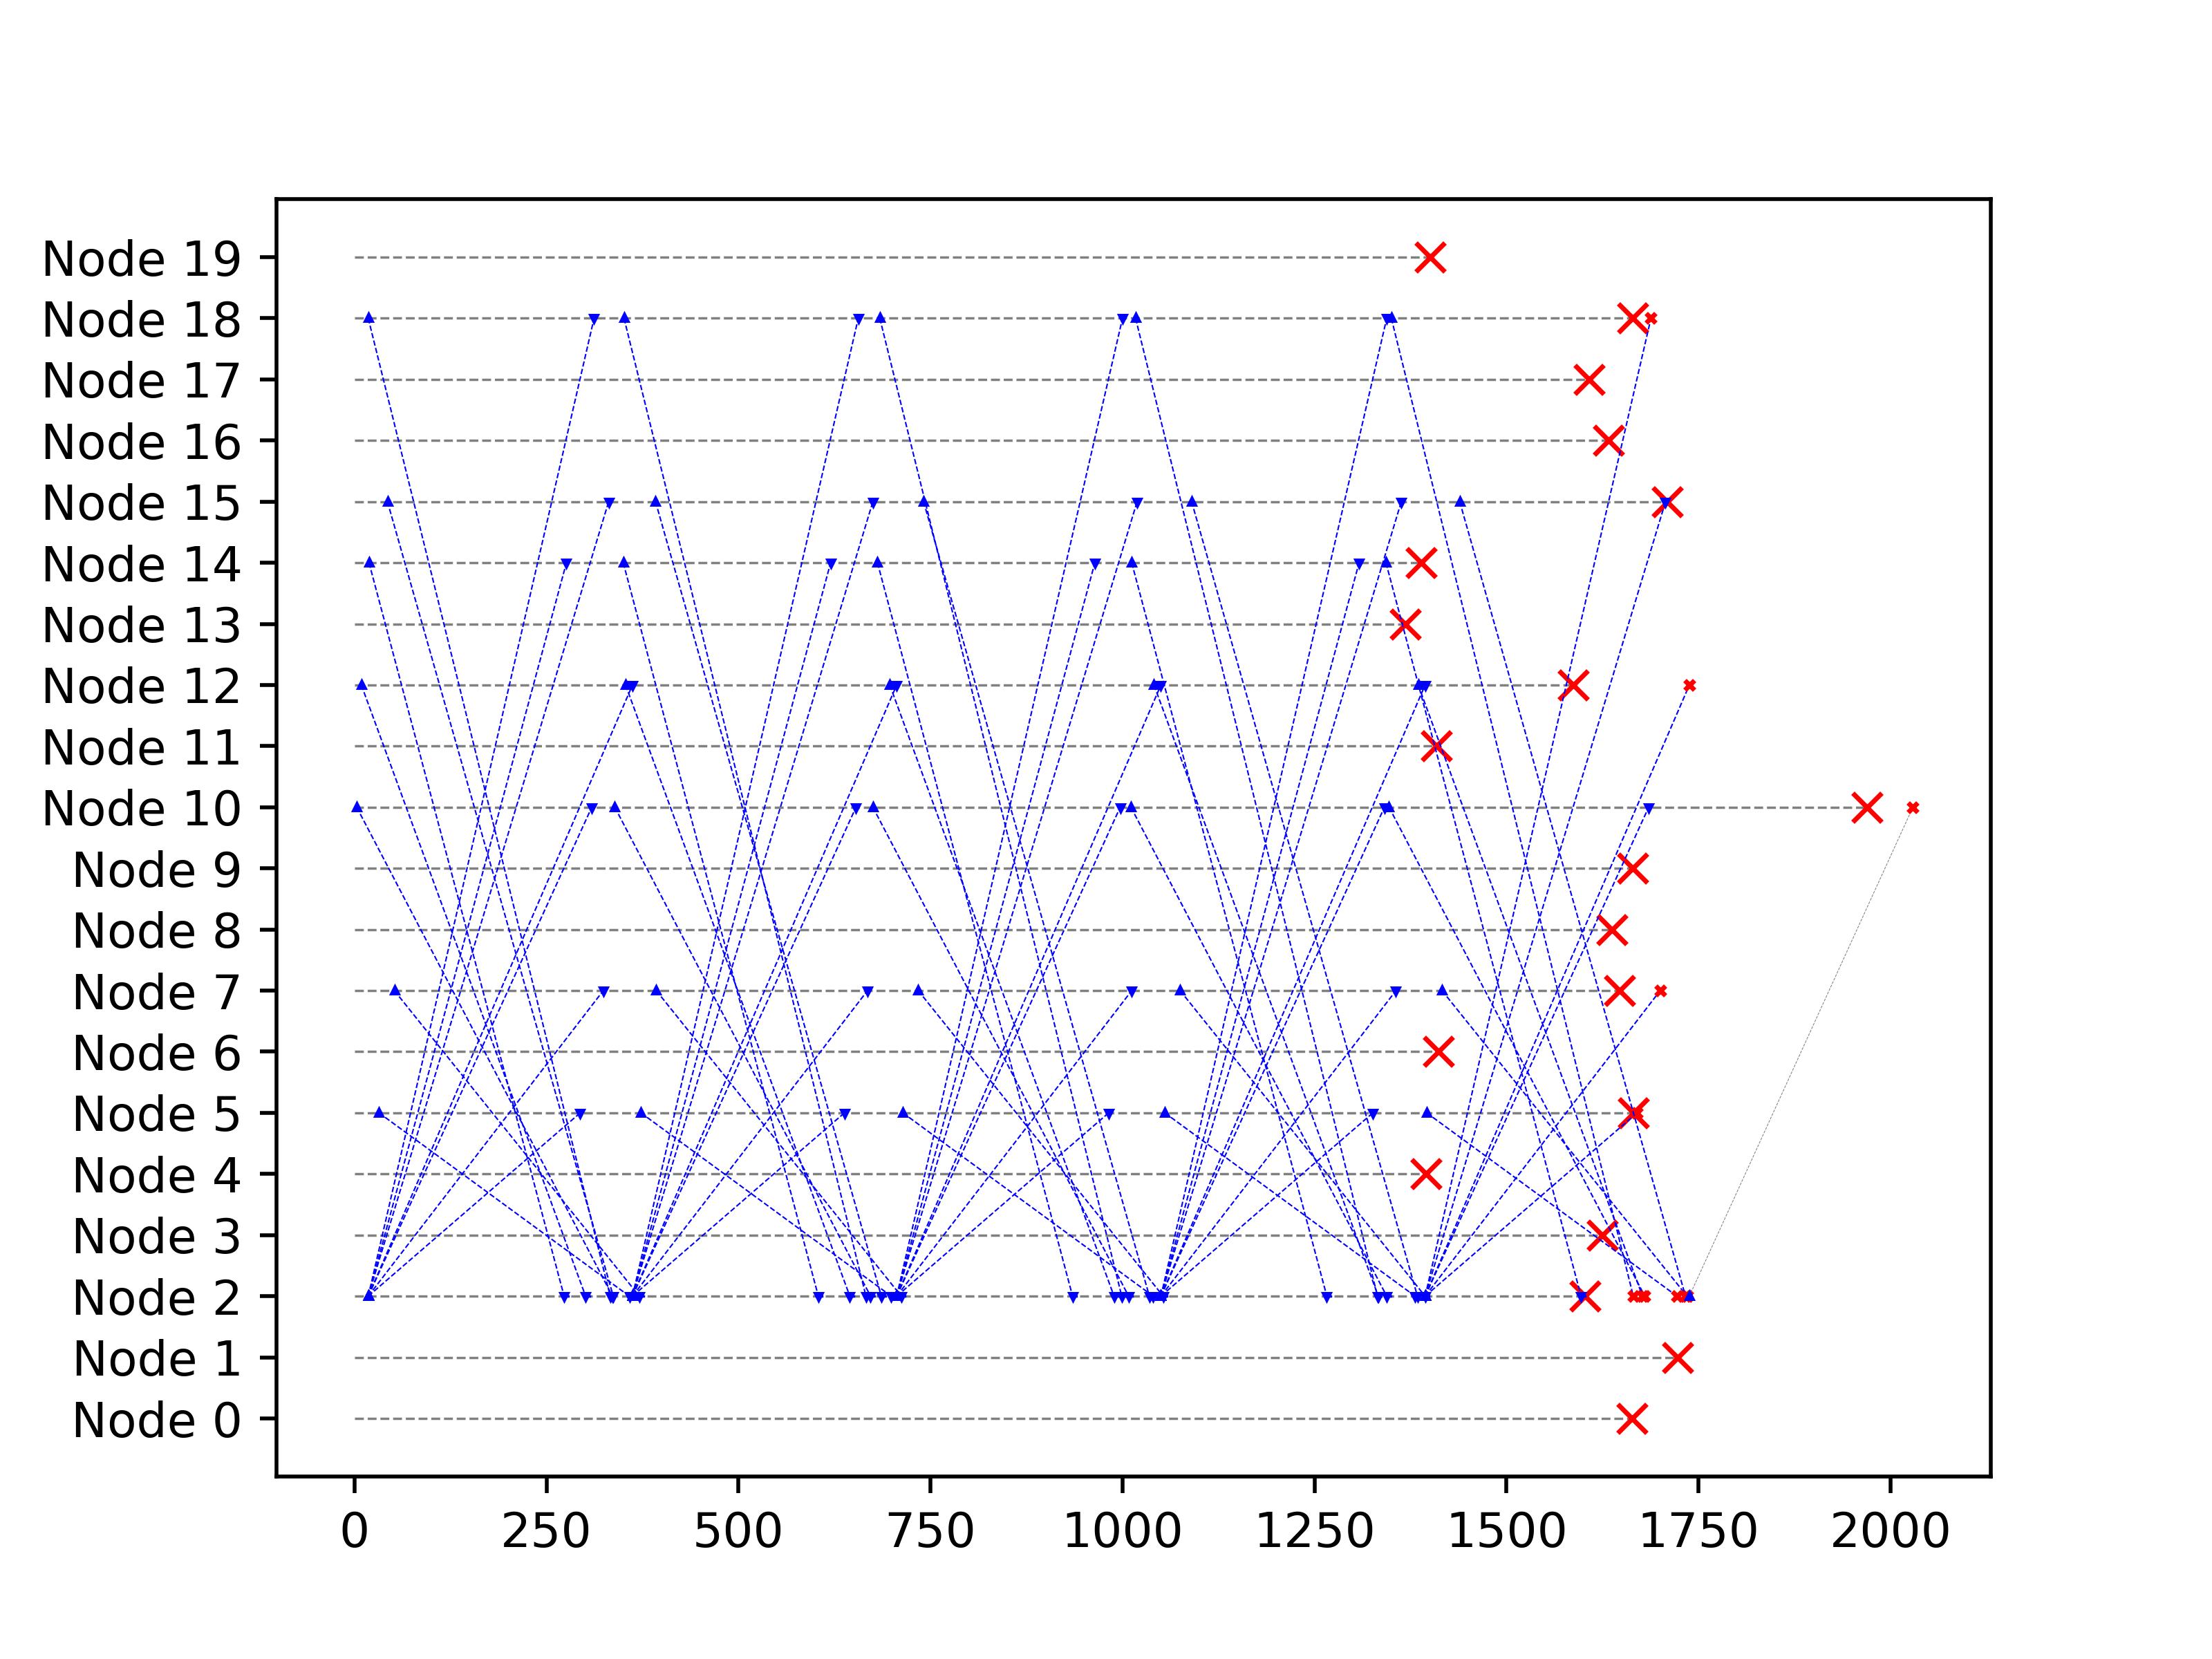 Node 19
Node 18
Node 17
Node 16
Node 15
Node 14
Node 13
Node 12
Node 11
Node 10
Node 9
Node 8
Node 7
Node 6
Node 5
Node 4
Node 3
Node 2
Node 1
Node 0
0 250 500 750 1000 1250 1500 1750 2000